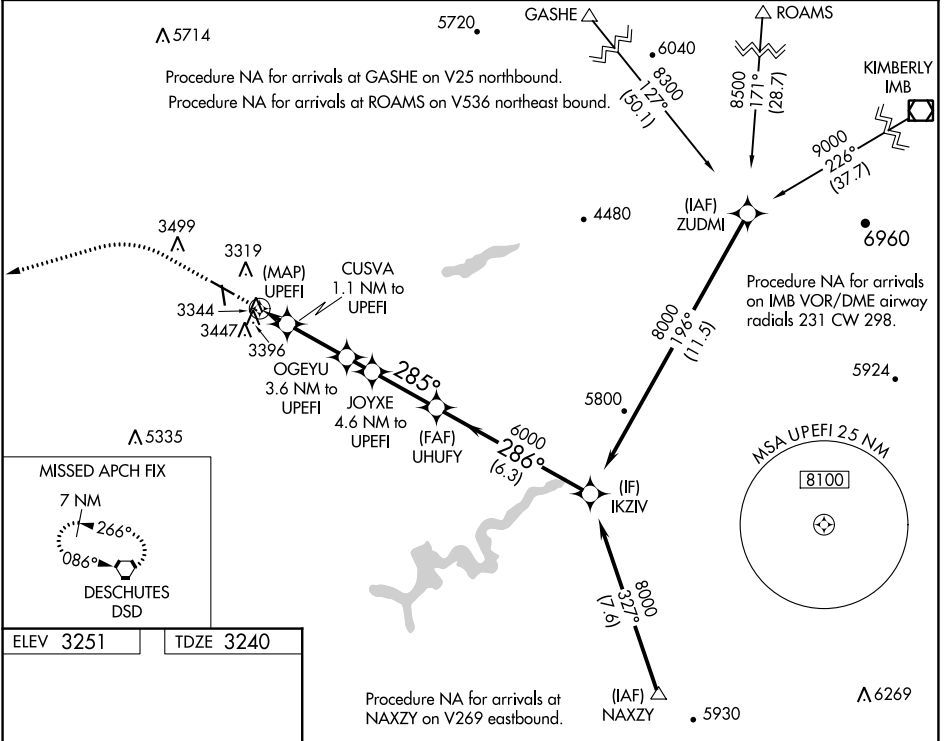 5714
5720
GASHE
ROAMS
6040
KIMBERLY
IMB
Procedure NA for arrivals at GASHE on V25 northbound.
Procedure NA for arrivals at ROAMS on V536 northeast bound.
8300
127°
(50.1)
8500
171°
(28.7)
9000
226°
(37.7)
(IAF)
ZUDMI
4480
6960
3499
3319
(MAP)
UPEFI
CUSVA
1.1 NM to
UPEFI
Procedure NA for arrivals
on IMB VOR/DME airway
radials 231 CW 298.
3344
3447
3396
8000
196°
(11.5)
OGEYU
3.6 NM to
UPEFI
285°
JOYXE
4.6 NM to
UPEFI
(FAF)
UHUFY
5924
5800
5335
6000
286°
(6.3)
MSA UPEFI 25 NM
8100
(IF)
IKZIV
MISSED APCH FIX
7 NM
266°
086°
DESCHUTES
DSD
8000
327°
(7.6)
ELEV 3251
TDZE 3240
Procedure NA for arrivals at
NAXZY on V269 eastbound.
(IAF)
NAXZY
5930
6269